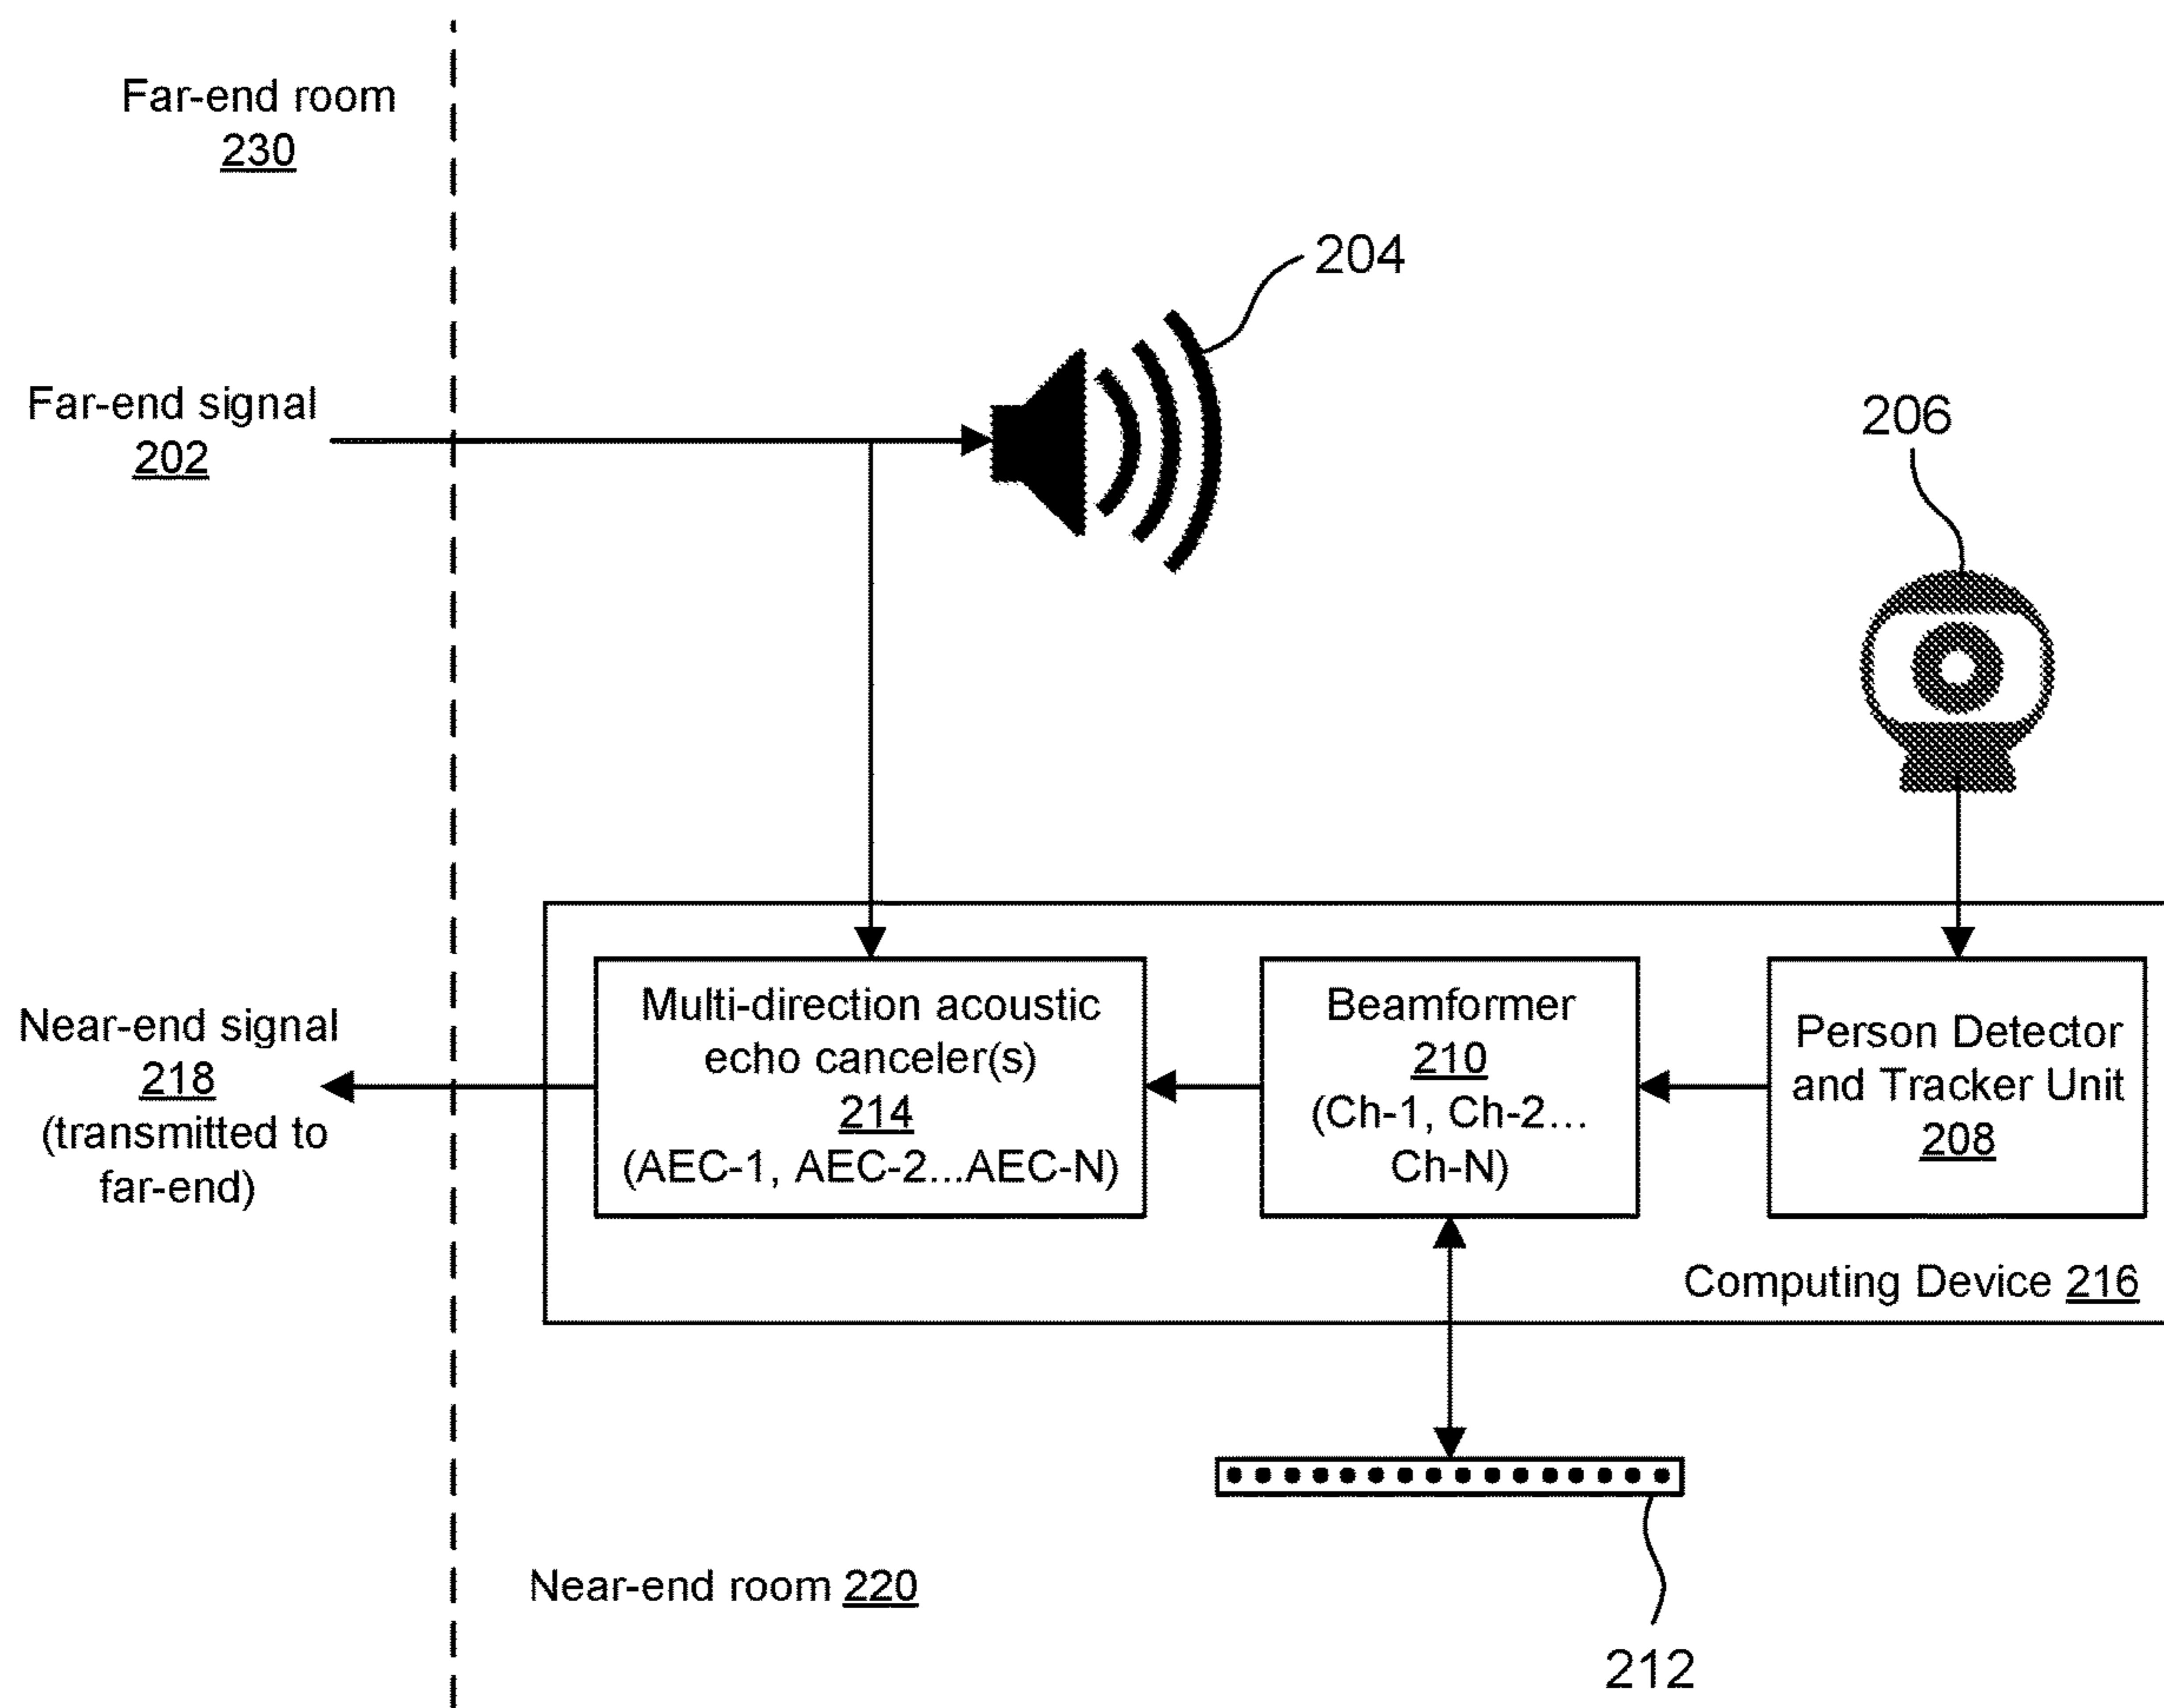 Far-end room
230
204
Far-end signal
202
206
Near-end signal
218
(transmitted to
far-end)
Multi-direction acoustic
echo canceler(s)
214
(AEC-1, AEC-2...AEC-N)
Beamformer
210
(Ch-1, Ch-2...
Ch-N)
Person Detector
and Tracker Unit
208
Computing Device 216
Near-end room 220
212